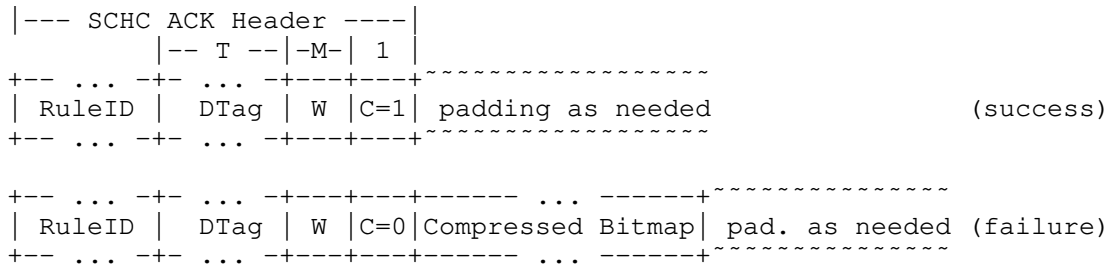 |--- SCHC ACK Header ----|
         |-- T --|-M-| 1 |
+-- ... -+- ... -+---+---+~~~~~~~~~~~~~~~~~~
| RuleID |  DTag | W |C=1| padding as needed                (success)
+-- ... -+- ... -+---+---+~~~~~~~~~~~~~~~~~~

+-- ... -+- ... -+---+---+------ ... ------+~~~~~~~~~~~~~~~
| RuleID |  DTag | W |C=0|Compressed Bitmap| pad. as needed (failure)
+-- ... -+- ... -+---+---+------ ... ------+~~~~~~~~~~~~~~~